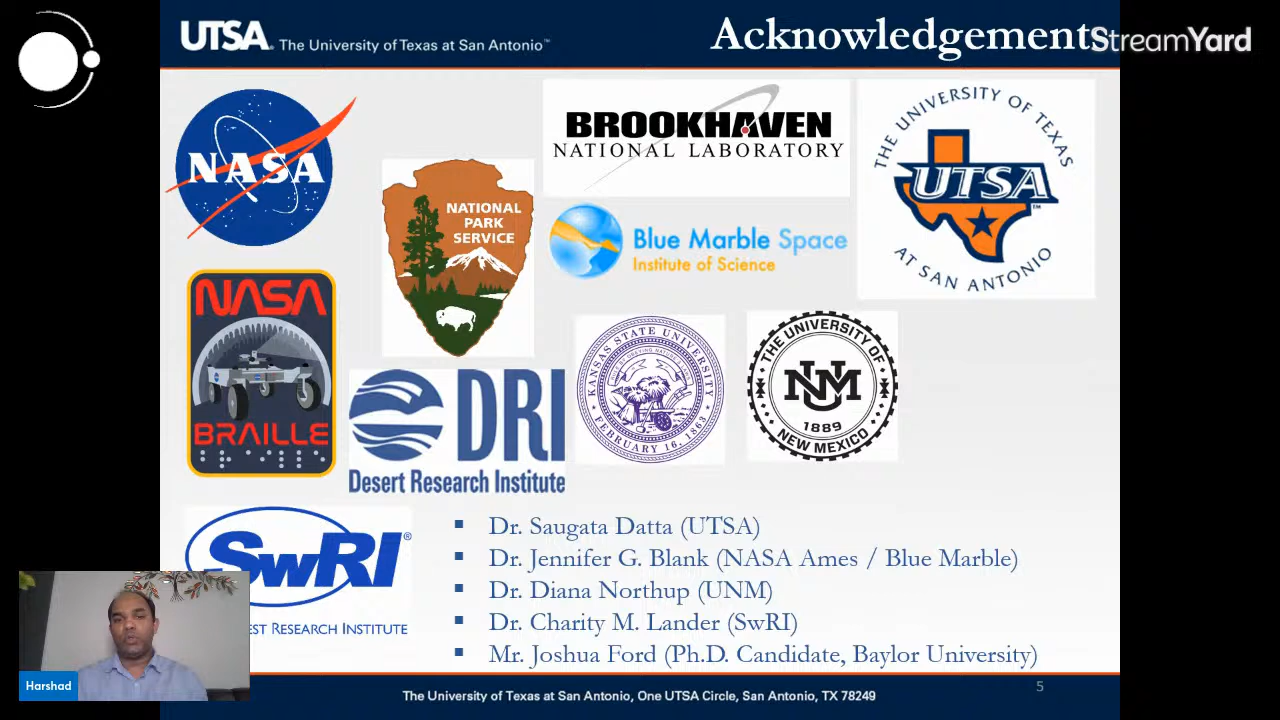 UTSA. The University of Texas at San Antonio™
Acknowledgements
StreamYard
NASA
NATIONAL
PARK
SERVICE
BROOKHAVEN
NATIONAL LABORATORY
Blue Marble Space
Institute of Science
THE UNIVERSITY OF TEXAS
UTSA™
AT SAN ANTONIO
NASA
BRAILLE
DRI
Desert Research Institute
KANSAS STATE UNIVERSITY
FEBRUARY 16, 1863
THE UNIVERSITY OF
NUM
1889
NEW MEXICO
SwRI®
EST RESEARCH INSTITUTE
▪ Dr. Saugata Datta (UTSA)
▪ Dr. Jennifer G. Blank (NASA Ames / Blue Marble)
▪ Dr. Diana Northup (UNM)
▪ Dr. Charity M. Lander (SwRI)
▪ Mr. Joshua Ford (Ph.D. Candidate, Baylor University)
Harshad
The University of Texas at San Antonio, One UTSA Circle, San Antonio, TX 78249
5